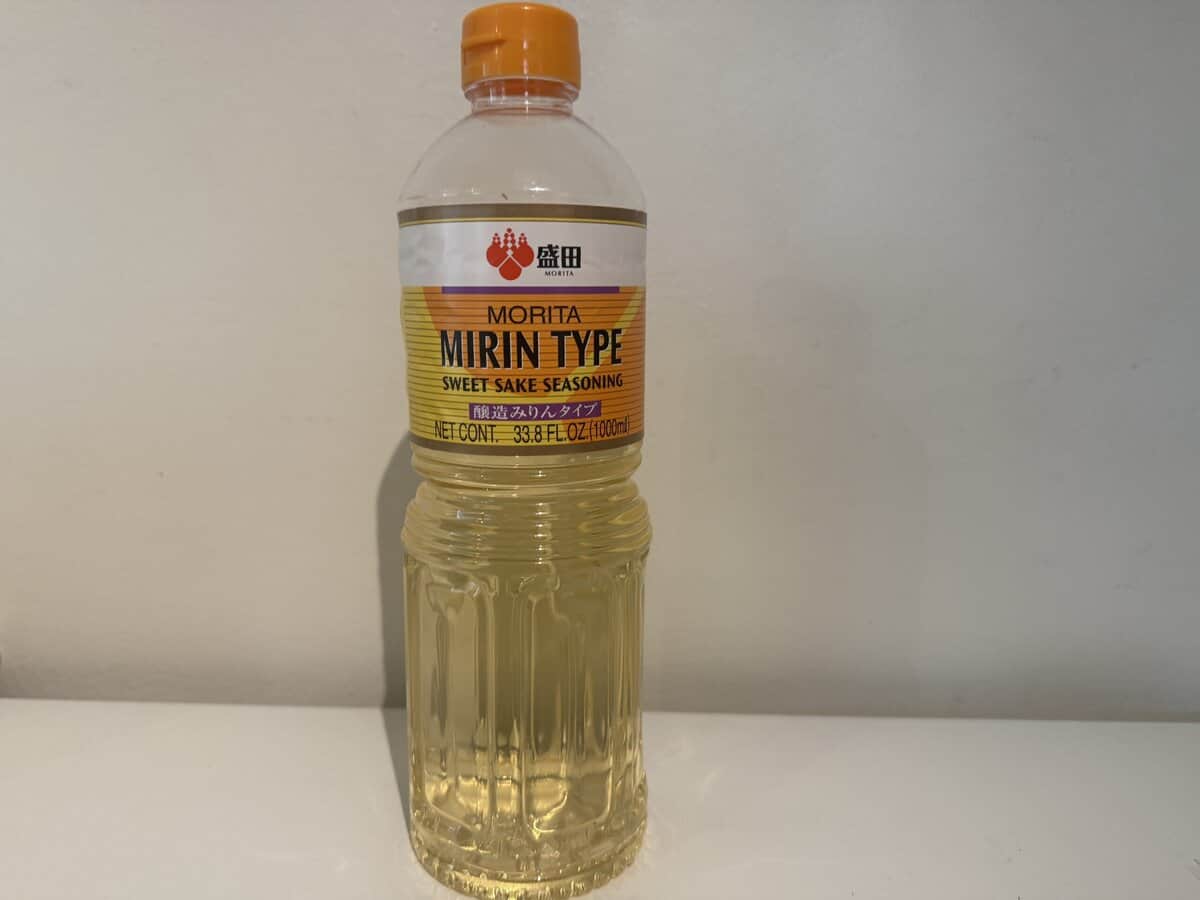 盛田
MORITA
MORITA
MIRIN TYPE
SWEET SAKE SEASONING
醸造みりんタイプ
NET CONT. 33.8 FL.OZ.(1000ml)